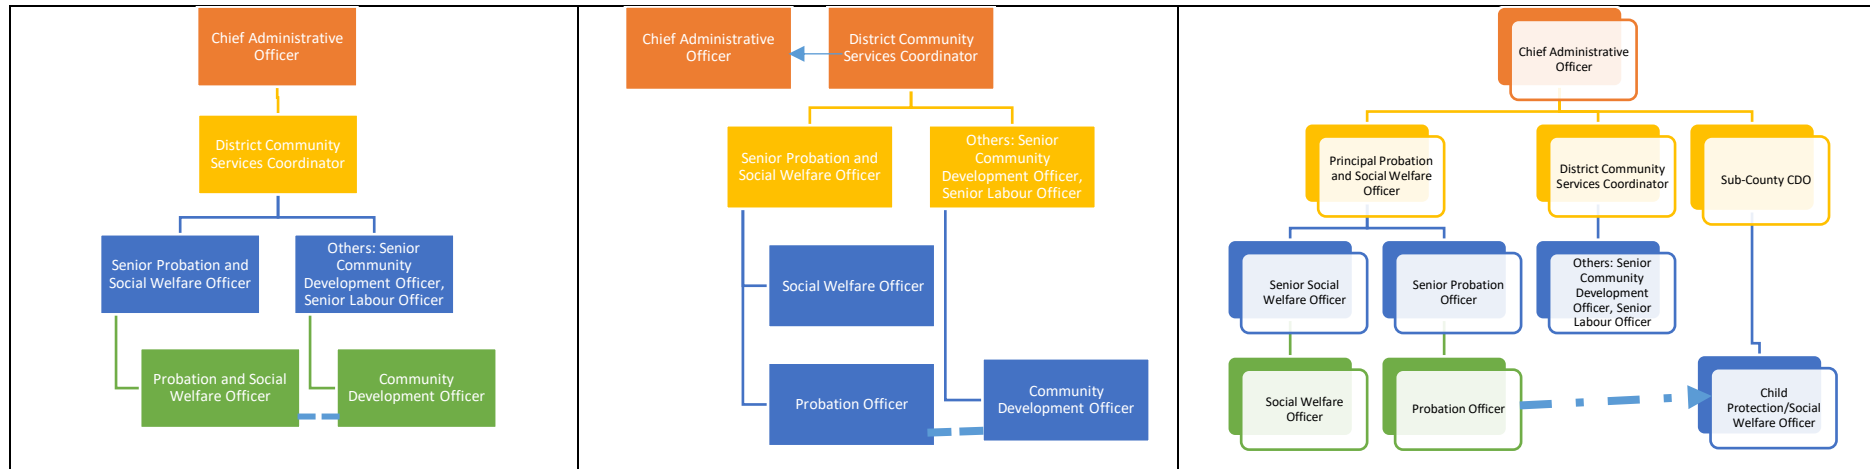 Chief Administrative
Officer
District Community
Services Coordinator
Senior Probation and
Social Welfare Officer
Others: Senior
Community
Development Officer,
Senior Labour Officer
Probation and Social
Welfare Officer
Community
Development Officer
Chief Administrative
Officer
District Community
Services Coordinator
Senior Probation and
Social Welfare Officer
Others: Senior
Community
Development Officer,
Senior Labour Officer
Social Welfare Officer
Probation Officer
Community
Development Officer
Chief Administrative
Officer
Principal Probation
and Social Welfare
Officer
District Community
Services Coordinator
Sub-County CDO
Senior Social
Welfare Officer
Senior Probation
Officer
Others: Senior
Community
Development
Officer, Senior
Labour Officer
Social Welfare
Officer
Probation Officer
Child
Protection/Social
Welfare Officer